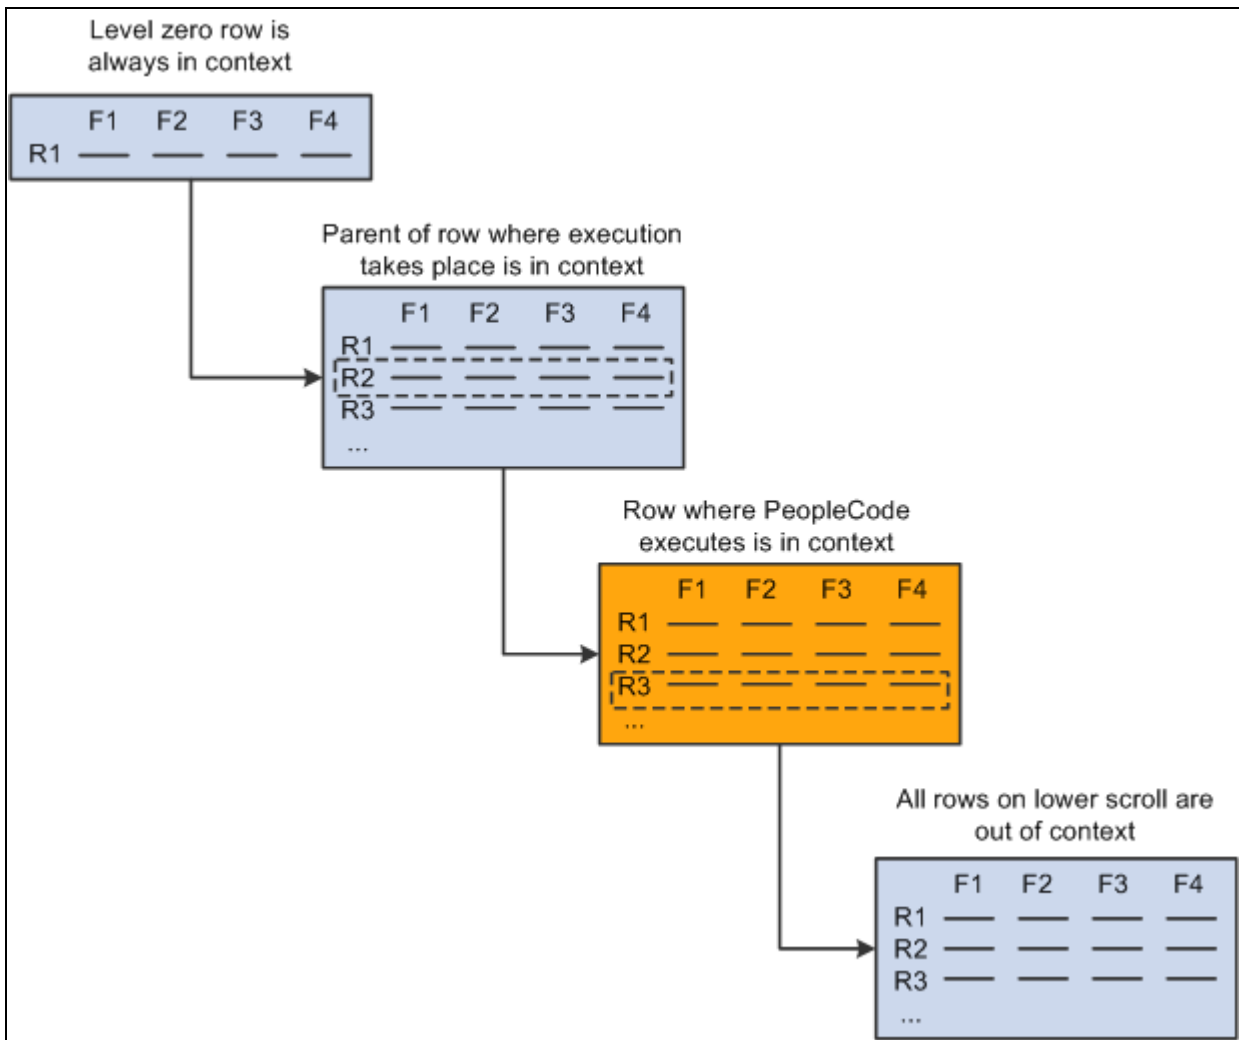 Level zero row is
always in context
F1 F2 F3 F4
R1
Parent of row where execution
takes place is in context
F1 F2 F3 F4
R1
R2
R3
...
Row where PeopleCode
executes is in context
F1 F2 F3 F4
R1
R2
R3
...
All rows on lower scroll are
out of context
F1 F2 F3 F4
R1
R2
R3
...